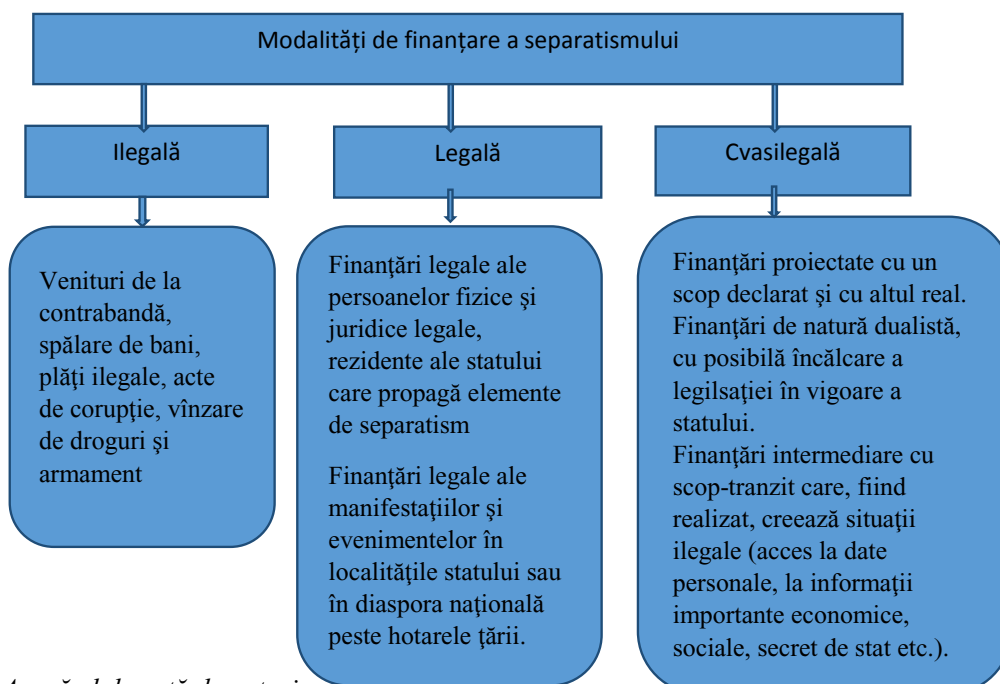 Modalități de finanțare a separatismului
Ilegală
Legală
Cvasilegală
Venituri de la
contrabandă,
spălare de bani,
plăţi ilegale, acte
de corupţie, vînzare
de droguri şi
armament
Finanţări legale ale
persoanelor fizice şi
juridice legale,
rezidente ale statului
care propagă elemente
de separatism
Finanţări legale ale
manifestaţiilor şi
evenimentelor în
localităţile statului sau
în diaspora naţională
peste hotarele ţării.
Finanţări proiectate cu un
scop declarat şi cu altul real.
Finanţări de natură dualistă,
cu posibilă încălcare a
legilsaţiei în vigoare a
statului.
Finanţări intermediare cu
scop-tranzit care, fiind
realizat, creează situaţii
ilegale (acces la date
personale, la informaţii
importante economice,
sociale, secret de stat etc.).